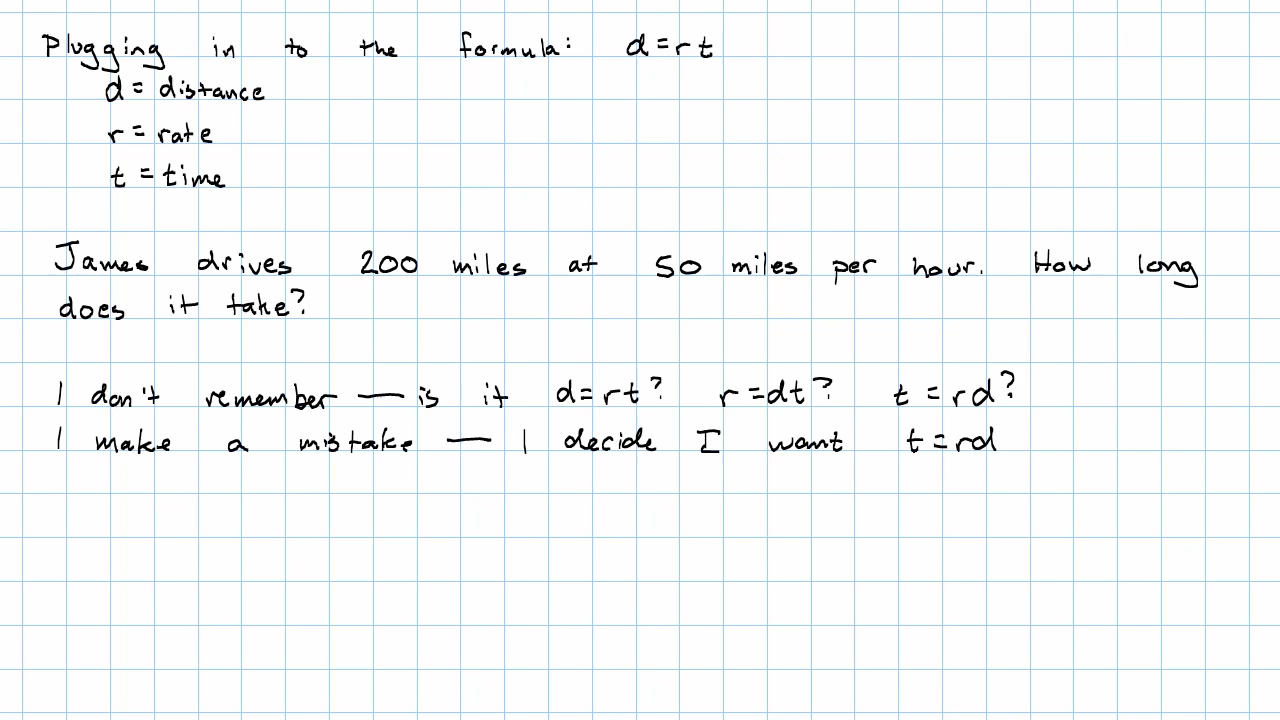 Plugging in to the formula: d=rt
d = distance
r = rate
t = time
James drives 200 miles at 50 miles per hour. How long
does it take?
I don't remember — is it d=rt? r=dt? t=rd?
I make a mistake — I decide I want t=rd